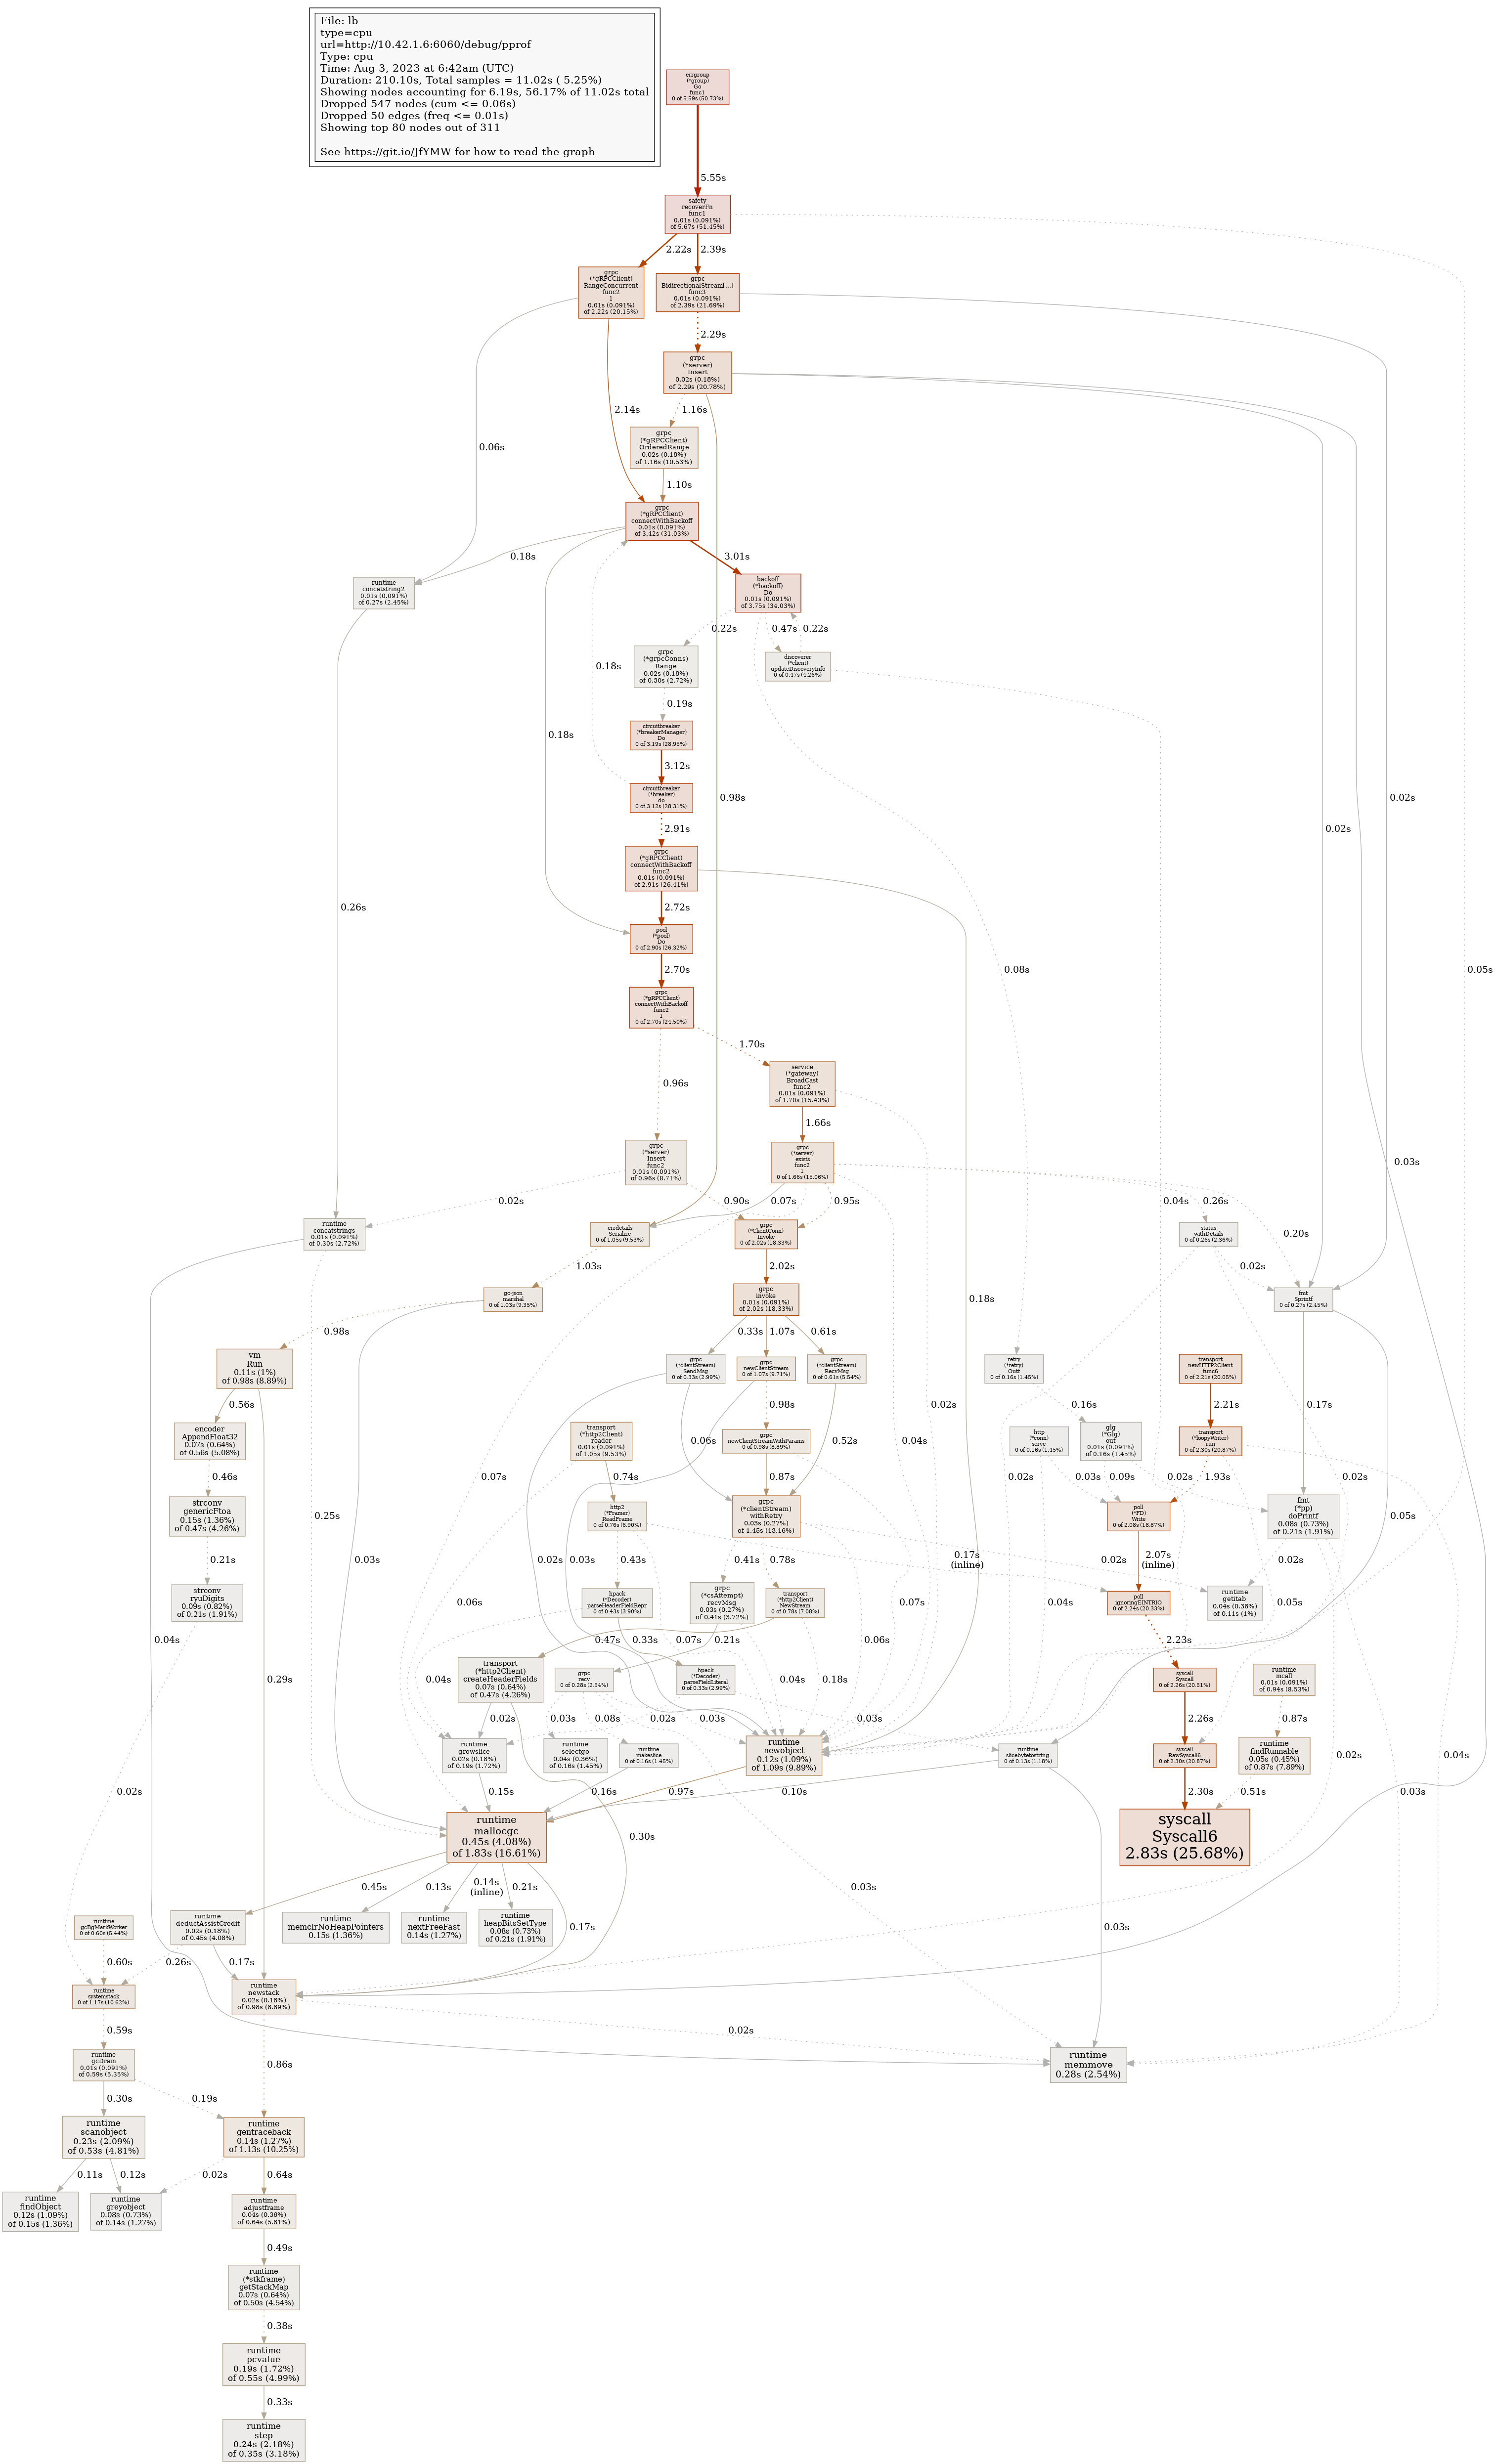 File: lb
type=cpu
url=http://10.42.1.6:6060/debug/pprof
Type: cpu
Time: Aug 3, 2023 at 6:42am (UTC)
Duration: 210.10s, Total samples = 11.02s ( 5.25%)
Showing nodes accounting for 6.19s, 56.17% of 11.02s total
Dropped 547 nodes (cum <= 0.06s)
Dropped 50 edges (freq <= 0.01s)
Showing top 80 nodes out of 311
See https://git.io/JfYMW for how to read the graph
errgroup
(*group)
Go
func1
0 of 5.59s (50.73%)
5.55s
safety
recoverFn
func1
0.01s (0.091%)
of 5.67s (51.45%)
2.22s
2.39s
grpc
(*gRPCClient)
RangeConcurrent
func2
1
0.01s (0.091%)
of 2.22s (20.15%)
grpc
BidirectionalStream[...]
func3
0.01s (0.091%)
of 2.39s (21.69%)
2.29s
grpc
(*server)
Insert
0.02s (0.18%)
of 2.29s (20.78%)
2.14s
1.16s
0.06s
grpc
(*gRPCClient)
OrderedRange
0.02s (0.18%)
of 1.16s (10.53%)
1.10s
grpc
(*gRPCClient)
connectWithBackoff
0.01s (0.091%)
of 3.42s (31.03%)
0.18s
3.01s
runtime
concatstring2
0.01s (0.091%)
of 0.27s (2.45%)
backoff
(*backoff)
Do
0.01s (0.091%)
of 3.75s (34.03%)
0.22s
0.47s
0.22s
grpc
(*grpcConns)
Range
0.02s (0.18%)
of 0.30s (2.72%)
discoverer
(*client)
updateDiscoveryInfo
0 of 0.47s (4.26%)
0.18s
0.19s
0.18s
circuitbreaker
(*breakerManager)
Do
0 of 3.19s (28.95%)
3.12s
circuitbreaker
(*breaker)
do
0 of 3.12s (28.31%)
0.98s
0.02s
0.02s
2.91s
grpc
(*gRPCClient)
connectWithBackoff
func2
0.01s (0.091%)
of 2.91s (26.41%)
0.26s
2.72s
pool
(*pool)
Do
0 of 2.90s (26.32%)
2.70s
0.08s
0.05s
grpc
(*gRPCClient)
connectWithBackoff
func2
1
0 of 2.70s (24.50%)
1.70s
0.96s
service
(*gateway)
BroadCast
func2
0.01s (0.091%)
of 1.70s (15.43%)
1.66s
grpc
(*server)
Insert
func2
0.01s (0.091%)
of 0.96s (8.71%)
grpc
(*server)
exists
func2
1
0 of 1.66s (15.06%)
0.03s
0.02s
0.90s
0.07s
0.95s
0.04s
0.26s
0.20s
runtime
concatstrings
0.01s (0.091%)
of 0.30s (2.72%)
errdetails
Serialize
0 of 1.05s (9.53%)
grpc
(*ClientConn)
Invoke
0 of 2.02s (18.33%)
status
withDetails
0 of 0.26s (2.36%)
1.03s
2.02s
0.02s
go-json
marshal
0 of 1.03s (9.35%)
grpc
invoke
0.01s (0.091%)
of 2.02s (18.33%)
0.18s
fmt
Sprintf
0 of 0.27s (2.45%)
0.98s
0.33s
1.07s
0.61s
vm
Run
0.11s (1%)
of 0.98s (8.89%)
grpc
(*clientStream)
SendMsg
0 of 0.33s (2.99%)
grpc
newClientStream
0 of 1.07s (9.71%)
grpc
(*clientStream)
RecvMsg
0 of 0.61s (5.54%)
retry
(*retry)
Outf
0 of 0.16s (1.45%)
transport
newHTTP2Client
func6
0 of 2.21s (20.05%)
0.56s
0.98s
0.02s
0.16s
2.21s
0.17s
encoder
AppendFloat32
0.07s (0.64%)
of 0.56s (5.08%)
transport
(*http2Client)
reader
0.01s (0.091%)
of 1.05s (9.53%)
0.06s
grpc
newClientStreamWithParams
0 of 0.98s (8.89%)
0.52s
0.04s
http
(*conn)
serve
0 of 0.16s (1.45%)
glg
(*Glg)
out
0.01s (0.091%)
of 0.16s (1.45%)
transport
(*loopyWriter)
run
0 of 2.30s (20.87%)
0.46s
0.07s
0.74s
0.87s
0.02s
0.03s
0.09s
0.02s
1.93s
0.02s
strconv
genericFtoa
0.15s (1.36%)
of 0.47s (4.26%)
0.25s
http2
(*Framer)
ReadFrame
0 of 0.76s (6.90%)
grpc
(*clientStream)
withRetry
0.03s (0.27%)
of 1.45s (13.16%)
poll
(*FD)
Write
0 of 2.08s (18.87%)
fmt
(*pp)
doPrintf
0.08s (0.73%)
of 0.21s (1.91%)
0.05s
0.21s
0.03s
0.02s
0.03s
0.43s
0.41s
0.78s
0.17s
(inline)
0.02s
2.07s
(inline)
0.02s
strconv
ryuDigits
0.09s (0.82%)
of 0.21s (1.91%)
0.06s
hpack
(*Decoder)
parseHeaderFieldRepr
0 of 0.43s (3.90%)
grpc
(*csAttempt)
recvMsg
0.03s (0.27%)
of 0.41s (3.72%)
transport
(*http2Client)
NewStream
0 of 0.78s (7.08%)
0.07s
0.04s
poll
ignoringEINTRIO
0 of 2.24s (20.33%)
runtime
getitab
0.04s (0.36%)
of 0.11s (1%)
0.05s
0.04s
0.29s
0.47s
0.33s
0.07s
0.21s
0.06s
2.23s
transport
(*http2Client)
createHeaderFields
0.07s (0.64%)
of 0.47s (4.26%)
grpc
recv
0 of 0.28s (2.54%)
hpack
(*Decoder)
parseFieldLiteral
0 of 0.33s (2.99%)
0.04s
0.04s
0.18s
syscall
Syscall
0 of 2.26s (20.51%)
runtime
mcall
0.01s (0.091%)
of 0.94s (8.53%)
0.02s
0.03s
0.08s
0.02s
0.03s
0.03s
2.26s
0.26s
0.87s
runtime
growslice
0.02s (0.18%)
of 0.19s (1.72%)
runtime
selectgo
0.04s (0.36%)
of 0.16s (1.45%)
runtime
makeslice
0 of 0.16s (1.45%)
runtime
newobject
0.12s (1.09%)
of 1.09s (9.89%)
runtime
slicebytetostring
0 of 0.13s (1.18%)
syscall
RawSyscall6
0 of 2.30s (20.87%)
runtime
findRunnable
0.05s (0.45%)
of 0.87s (7.89%)
0.02s
0.04s
0.02s
0.15s
0.16s
0.97s
0.10s
2.30s
0.51s
0.03s
runtime
mallocgc
0.45s (4.08%)
of 1.83s (16.61%)
0.30s
syscall
Syscall6
2.83s (25.68%)
0.45s
0.13s
0.14s
(inline)
0.21s
0.03s
runtime
gcBgMarkWorker
0 of 0.60s (5.44%)
runtime
deductAssistCredit
0.02s (0.18%)
of 0.45s (4.08%)
runtime
memclrNoHeapPointers
0.15s (1.36%)
runtime
nextFreeFast
0.14s (1.27%)
runtime
heapBitsSetType
0.08s (0.73%)
of 0.21s (1.91%)
0.17s
0.03s
0.60s
0.26s
0.17s
runtime
systemstack
0 of 1.17s (10.62%)
runtime
newstack
0.02s (0.18%)
of 0.98s (8.89%)
0.59s
0.02s
runtime
gcDrain
0.01s (0.091%)
of 0.59s (5.35%)
0.86s
runtime
memmove
0.28s (2.54%)
0.30s
0.19s
runtime
scanobject
0.23s (2.09%)
of 0.53s (4.81%)
runtime
gentraceback
0.14s (1.27%)
of 1.13s (10.25%)
0.11s
0.12s
0.02s
0.64s
runtime
findObject
0.12s (1.09%)
of 0.15s (1.36%)
runtime
greyobject
0.08s (0.73%)
of 0.14s (1.27%)
runtime
adjustframe
0.04s (0.36%)
of 0.64s (5.81%)
0.49s
runtime
(*stkframe)
getStackMap
0.07s (0.64%)
of 0.50s (4.54%)
0.38s
runtime
pcvalue
0.19s (1.72%)
of 0.55s (4.99%)
0.33s
runtime
step
0.24s (2.18%)
of 0.35s (3.18%)